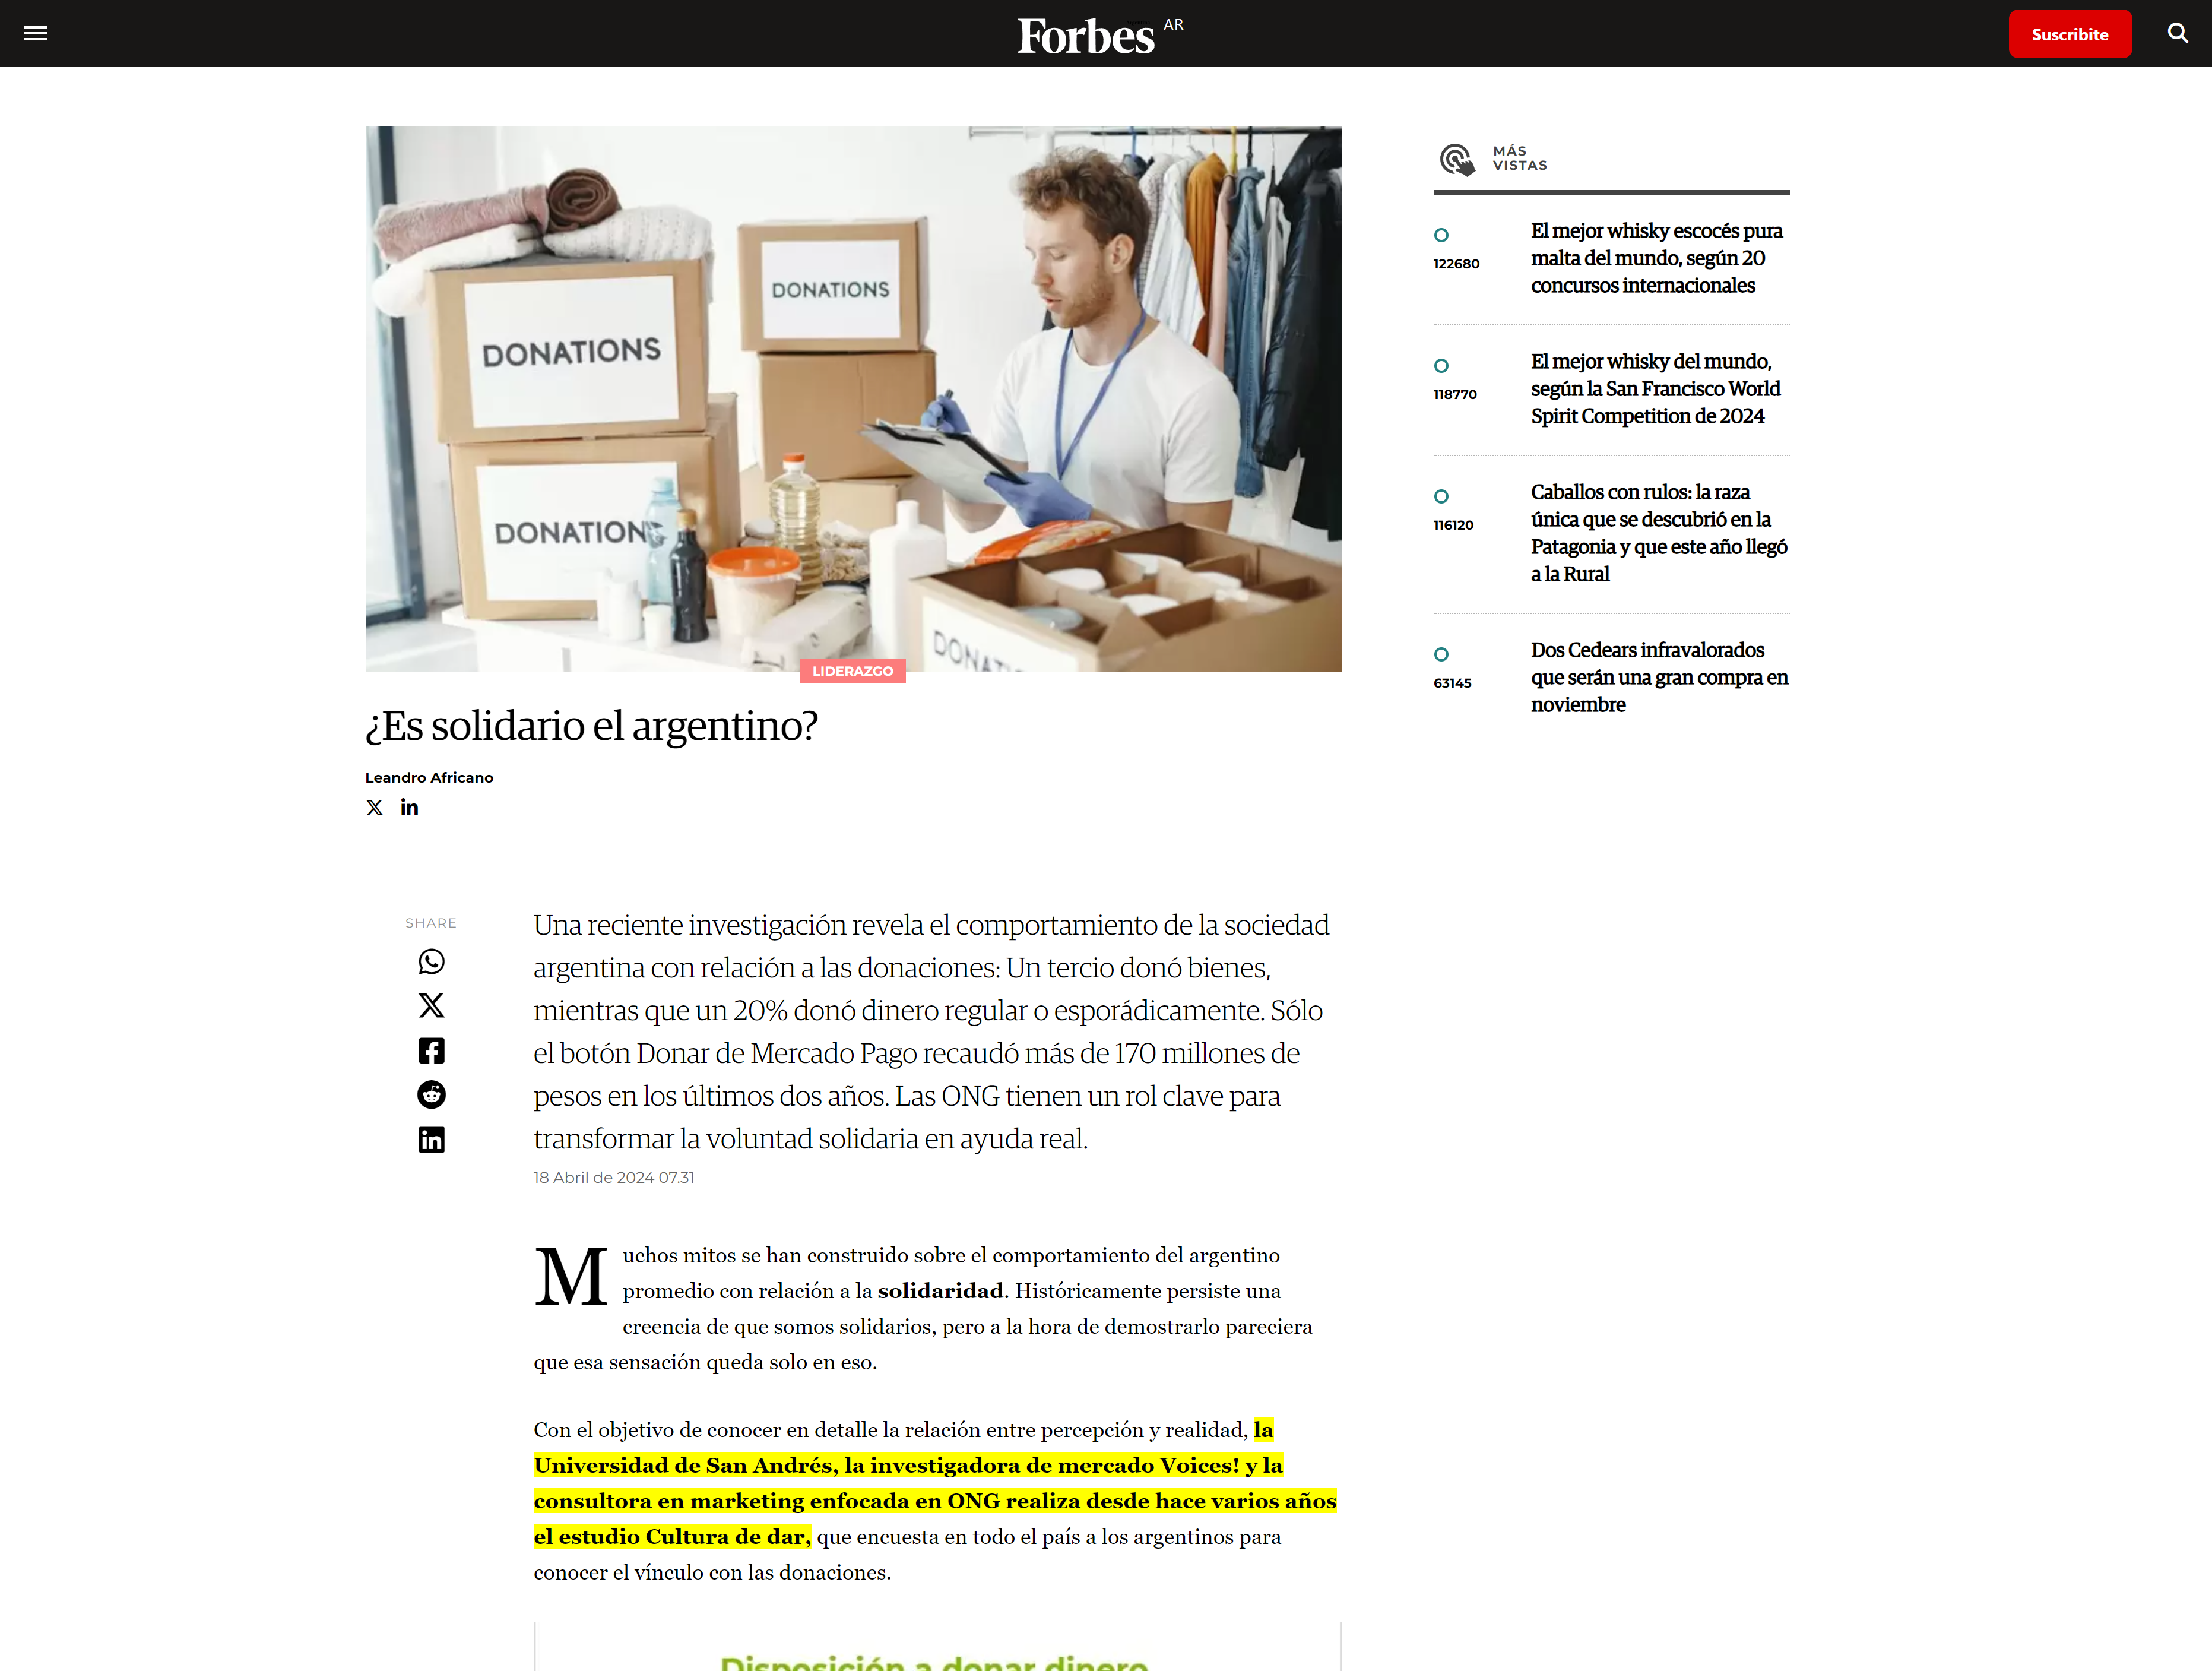 Forbes AR
Suscribite
DONATIONS
DONATIONS
DONATION
DONATI
LIDERAZGO
¿Es solidario el argentino?
Leandro Africano
SHARE
Una reciente investigación revela el comportamiento de la sociedad
argentina con relación a las donaciones: Un tercio donó bienes,
mientras que un 20% donó dinero regular o esporádicamente. Sólo
el botón Donar de Mercado Pago recaudó más de 170 millones de
pesos en los últimos dos años. Las ONG tienen un rol clave para
transformar la voluntad solidaria en ayuda real.
18 Abril de 2024 07.31
Muchos mitos se han construido sobre el comportamiento del argentino
promedio con relación a la solidaridad. Históricamente persiste una
creencia de que somos solidarios, pero a la hora de demostrarlo pareciera
que esa sensación queda solo en eso.
Con el objetivo de conocer en detalle la relación entre percepción y realidad, la
Universidad de San Andrés, la investigadora de mercado Voices! y la
consultora en marketing enfocada en ONG realiza desde hace varios años
el estudio Cultura de dar, que encuesta en todo el país a los argentinos para
conocer el vínculo con las donaciones.
Disposición a donar dinero
MÁS
VISTAS
122680
El mejor whisky escocés pura
malta del mundo, según 20
concursos internacionales
118770
El mejor whisky del mundo,
según la San Francisco World
Spirit Competition de 2024
116120
Caballos con rulos: la raza
única que se descubrió en la
Patagonia y que este año llegó
a la Rural
63145
Dos Cedears infravalorados
que serán una gran compra en
noviembre